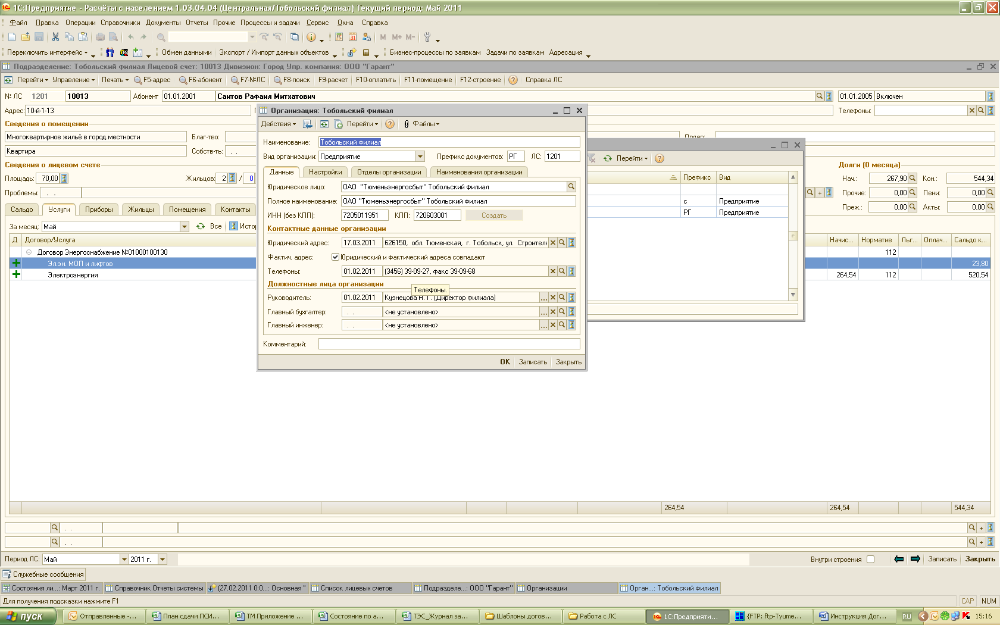 1С:Предприятие - Расчёты с населением 1.03.04.04 (Центральная/Тобольский филиал) Текущий период: Май 2011
Файл Правка Операции Справочники Документы Отчеты Прочие Процессы и задачи Сервис Окна Справка
M M+ M-
Переключить интерфейс Обмен данными Экспорт / Импорт данных объектов Бизнес-процессы по заявкам Задачи по заявкам Адресация
Подразделение: Тобольский филиал Лицевой счет: 10013 Дивизион: Город Упр. компания: ООО "Гарант"
Перейти Управление Печать F5-адрес F6-абонент F7-№ЛС F8-поиск F9-расчет F10-оплатить F11-помещение F12-строение Справка ЛС
№ ЛС 1201 10013 Абонент 01.01.2001 Саитов Рафаил Митхатович 01.01.2005 Включен
Адрес: 10-й-1-13 Телефоны:
Сведения о помещении
Многоквартирное жильё в город.местности Благ-тво: Ордер:
Квартира Собств-ть: . .
Сведения о лицевом счете Долги (0 месяца)
Площадь: 70,00 Жильцов: 2 / 0 Нач.: 267,90 Кон.: 544,34
Проблемы: . . Прочие: 0,00 Пени: 0,00
Преж.: 0,00 Акты: 0,00
Сальдо Услуги Приборы Жильцы Помещения Контакты
За месяц: Май Все Истор
Д Договор/Услуга Начис... Норматив Льг... Оплач... Сальдо к...
Договор Энергоснабжение №01000100130 112
Эл.эн. МОП и лифтов 23,80
Электроэнергия 264,54 112 520,54
Организация: Тобольский филиал
Действия Перейти Файлы
Наименование: Тобольский филиал
Вид организации: Предприятие Префикс документов: РГ ЛС: 1201
Данные Настройки Отделы организации Наименования организации
Юридическое лицо: ОАО "Тюменьэнергосбыт" Тобольский Филиал
Полное наименование: ОАО "Тюменьэнергосбыт" Тобольский Филиал
ИНН (без КПП): 7205011951 КПП: 720603001 Создать
Контактные данные организации
Юридический адрес: 17.03.2011 626150, обл. Тюменская, г. Тобольск, ул. Строителе
Фактич. адрес: Юридический и фактический адреса совпадают
Телефоны: 01.02.2011 (3456) 39-09-27, факс 39-09-68
Должностные лица организации
Телефоны.
Руководитель: 01.02.2011 Кузнецова Н. Г. (Директор филиала)
Главный бухгалтер: . . <не установлено>
Главный инженер: . . <не установлено>
Комментарий:
OK Записать Закрыть
Перейти
Префикс Вид
с Предприятие
РГ Предприятие
264,54 264,54 544,34
. .
. .
Период ЛС: Май 2011 г. Внутри строения Записать Закрыть
Служебные сообщения
Состояния ли...: Март 2011 г. Справочник Отчеты системы (27.02.2011 0:0...: Основная * Список лицевых счетов Подразделе...: ООО "Гарант" Организации Орган...: Тобольский филиал
Для получения подсказки нажмите F1 CAP NUM
пуск Отправленные -... План сдачи ПСИ... ТМ Приложение ... Состояние по а... ТЭС_Журнал за... Шаблоны догов... Работа с ЛС 1С:Предприяти... {FTP: ftp-Tyume... Инструкция Дог... RU 15:16